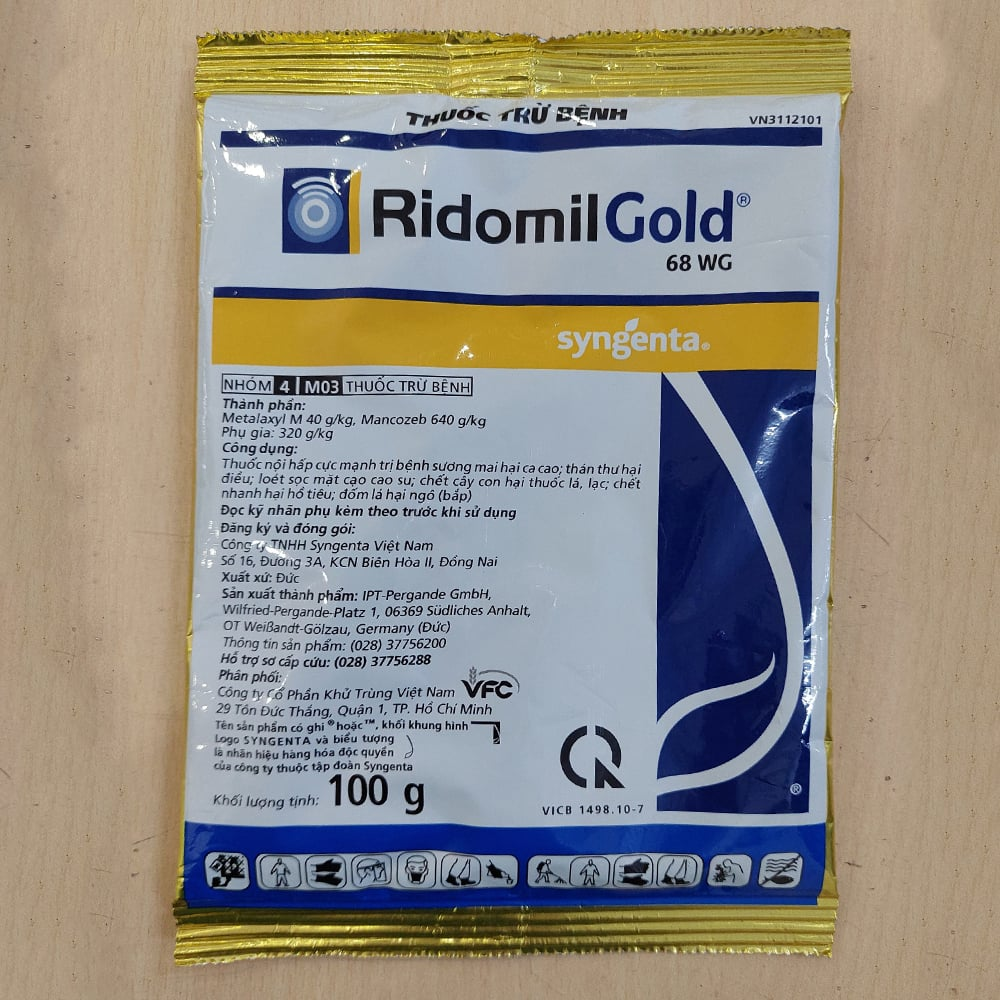 THUỐC TRỪ BỆNH
VN3112101
RidomilGold®
68 WG
syngenta®
NHÓM 4 M03 THUỐC TRỪ BỆNH
Thành phần:
Metalaxyl M 40 g/kg, Mancozeb 640 g/kg
Phụ gia: 320 g/kg
Công dụng:
Thuốc nội hấp cực mạnh trị bệnh sương mai hại ca cao; thán thư hại
điều; loét sọc mặt cạo cao su; chết cây con hại thuốc lá, lạc; chết
nhanh hại hồ tiêu; đốm lá hại ngô (bắp)
Đọc kỹ nhãn phụ kèm theo trước khi sử dụng
Đăng ký và đóng gói:
Công ty TNHH Syngenta Việt Nam
Số 16, Đường 3A, KCN Biên Hòa II, Đồng Nai
Xuất xứ: Đức
Sản xuất thành phẩm: IPT-Pergande GmbH,
Wilfried-Pergande-Platz 1, 06369 Südliches Anhalt,
OT Weißandt-Gölzau, Germany (Đức)
Thông tin sản phẩm: (028) 37756200
Hỗ trợ sơ cấp cứu: (028) 37756288
Phân phối:
Công ty Cổ Phần Khử Trùng Việt Nam VFC
29 Tôn Đức Thắng, Quận 1, TP. Hồ Chí Minh
Tên sản phẩm có ghi ® hoặc ™, khối khung hình
Logo SYNGENTA và biểu tượng
là nhãn hiệu hàng hóa độc quyền
của công ty thuộc tập đoàn Syngenta
Khối lượng tịnh: 100 g
VICB 1498.10-7
®